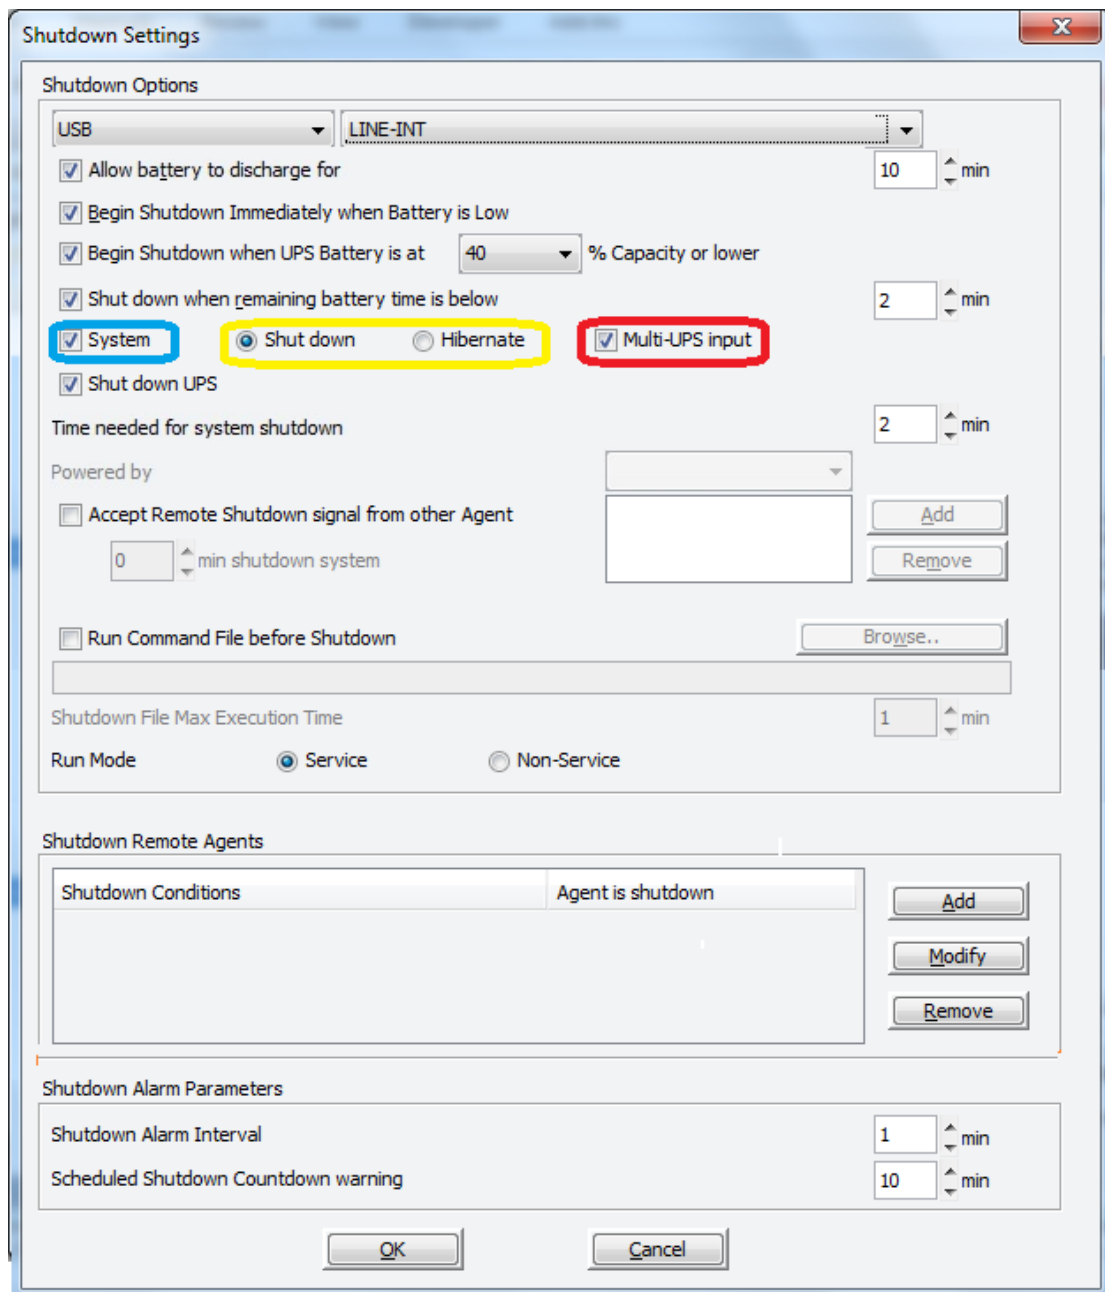 Shutdown Settings
Shutdown Options
USB LINE-INT
Allow battery to discharge for 10 min
Begin Shutdown Immediately when Battery is Low
Begin Shutdown when UPS Battery is at 40 % Capacity or lower
Shut down when remaining battery time is below 2 min
System Shut down Hibernate Multi-UPS input
Shut down UPS
Time needed for system shutdown 2 min
Powered by
Accept Remote Shutdown signal from other Agent Add
0 min shutdown system Remove
Run Command File before Shutdown Browse..
Shutdown File Max Execution Time 1 min
Run Mode Service Non-Service
Shutdown Remote Agents
Shutdown Conditions Agent is shutdown Add
Modify
Remove
Shutdown Alarm Parameters
Shutdown Alarm Interval 1 min
Scheduled Shutdown Countdown warning 10 min
OK Cancel